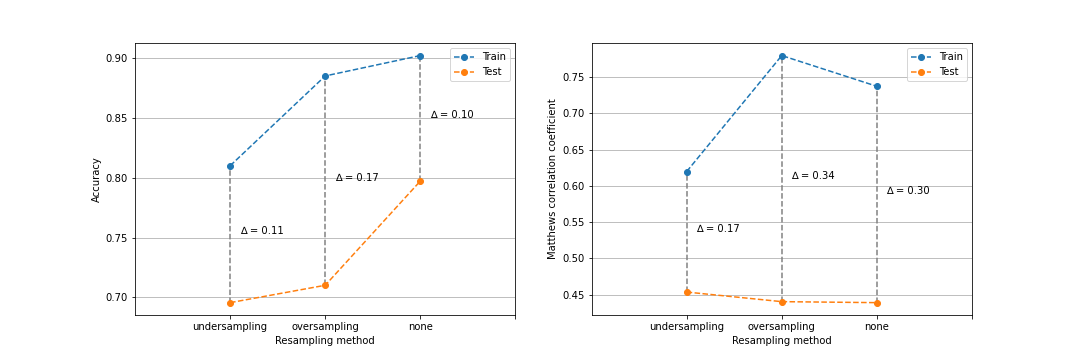 Accuracy
0.90
0.85
0.80
0.75
0.70
Train
Test
Δ = 0.10
Δ = 0.17
Δ = 0.11
undersampling
oversampling
none
Resampling method
Matthews correlation coefficient
0.75
0.70
0.65
0.60
0.55
0.50
0.45
Train
Test
Δ = 0.34
Δ = 0.30
Δ = 0.17
undersampling
oversampling
none
Resampling method